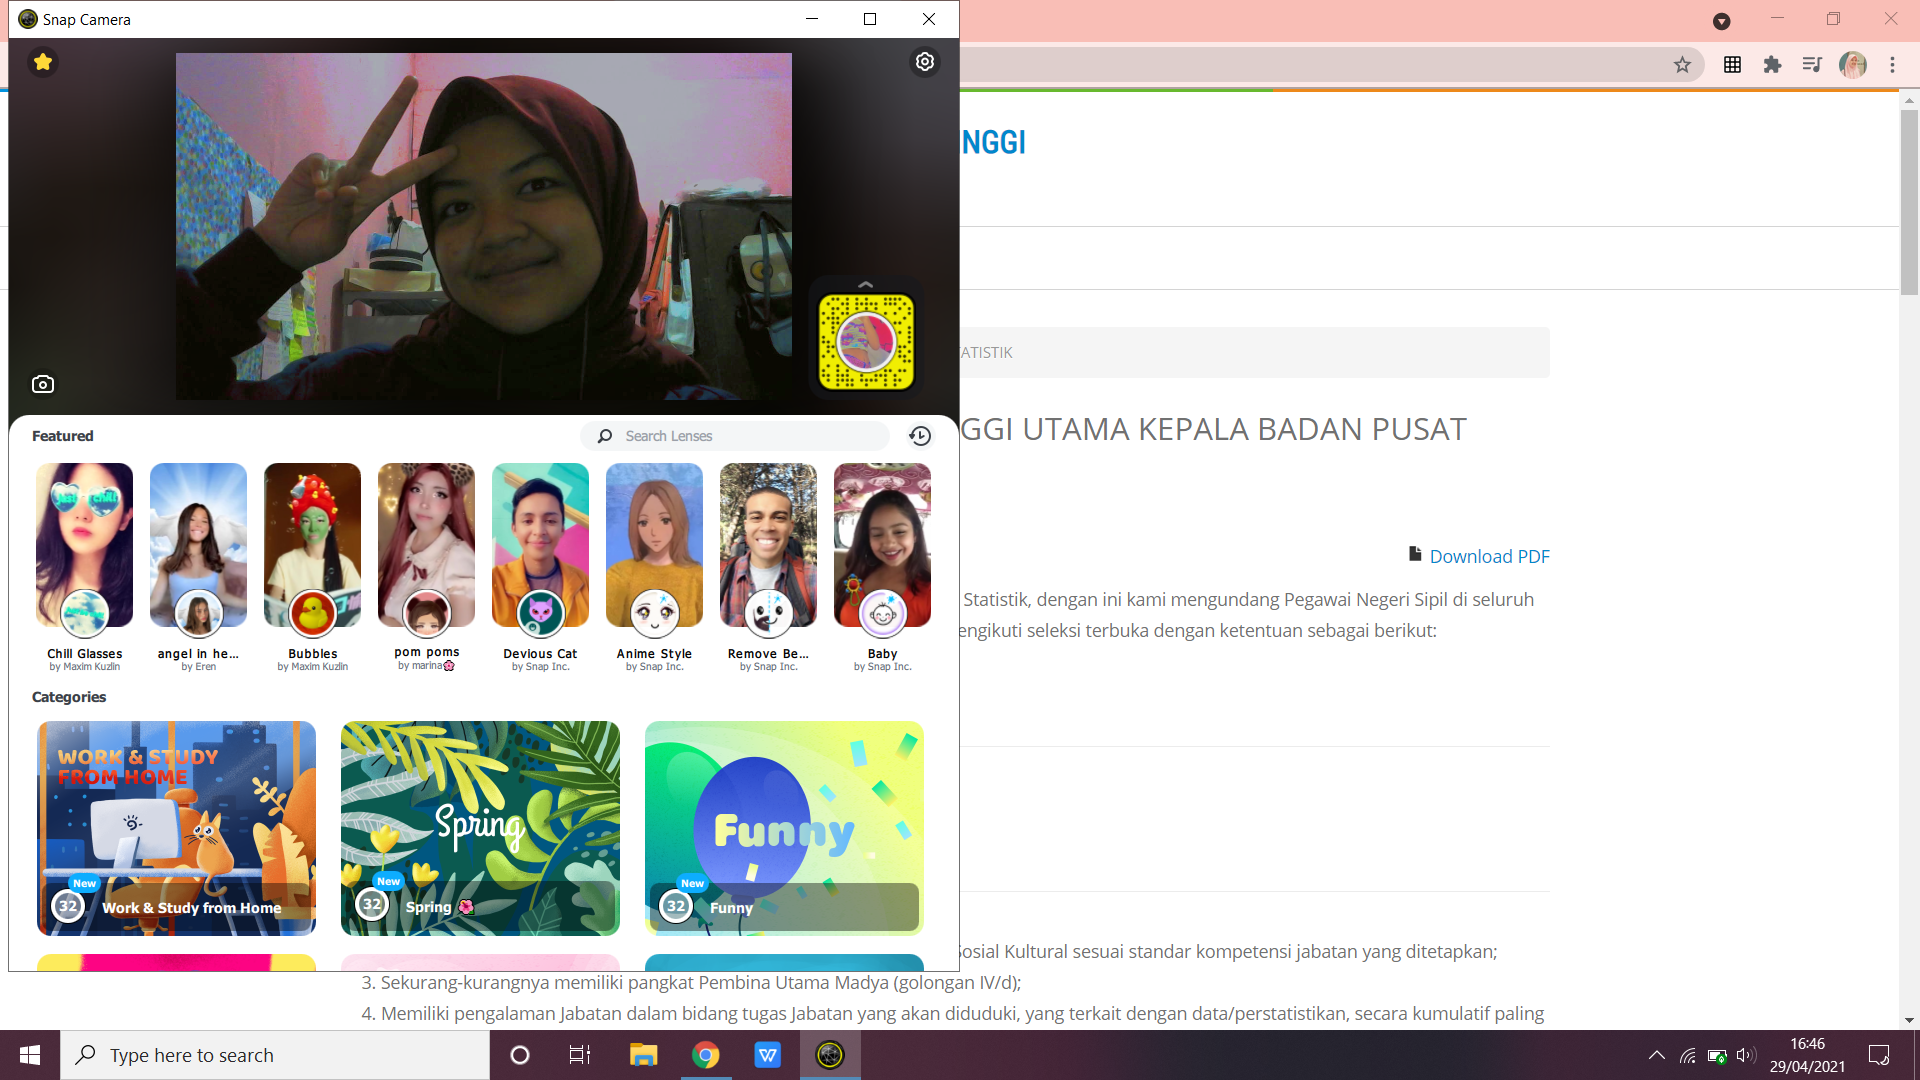 Snap Camera
Featured
Search Lenses
Chill Glasses
by Maxim Kuzlin
angel in he...
by Eren
Bubbles
by Maxim Kuzlin
pom poms
by marina🌸
Devious Cat
by Snap Inc.
Anime Style
by Snap Inc.
Remove Be...
by Snap Inc.
Baby
by Snap Inc.
Categories
WORK & STUDY
FROM HOME
New
32
Work & Study from Home
Spring
New
32
Spring 🌺
Funny
New
32
Funny
NGGI
ATISTIK
GGI UTAMA KEPALA BADAN PUSAT
Download PDF
Statistik, dengan ini kami mengundang Pegawai Negeri Sipil di seluruh
engikuti seleksi terbuka dengan ketentuan sebagai berikut:
Sosial Kultural sesuai standar kompetensi jabatan yang ditetapkan;
3. Sekurang-kurangnya memiliki pangkat Pembina Utama Madya (golongan IV/d);
4. Memiliki pengalaman Jabatan dalam bidang tugas Jabatan yang akan diduduki, yang terkait dengan data/perstatistikan, secara kumulatif paling
Type here to search
16:46
29/04/2021